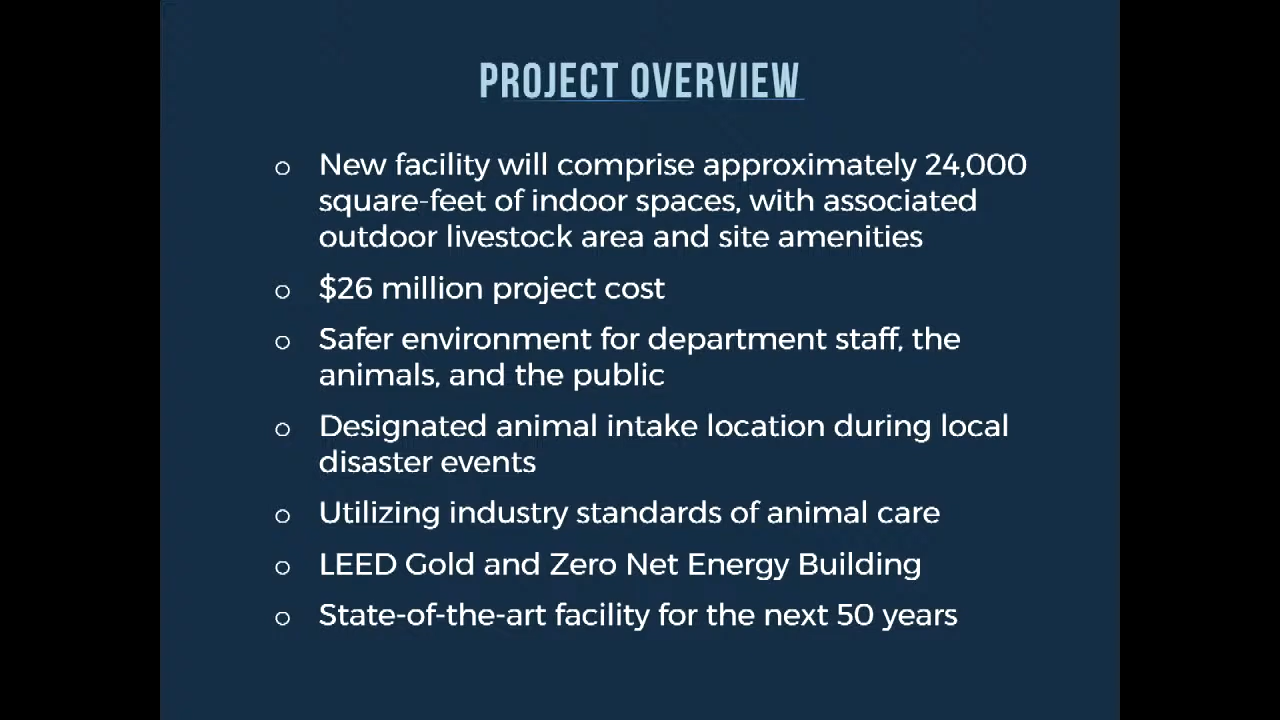 PROJECT OVERVIEW
○ New facility will comprise approximately 24,000
square-feet of indoor spaces, with associated
outdoor livestock area and site amenities
○ $26 million project cost
○ Safer environment for department staff, the
animals, and the public
○ Designated animal intake location during local
disaster events
○ Utilizing industry standards of animal care
○ LEED Gold and Zero Net Energy Building
○ State-of-the-art facility for the next 50 years